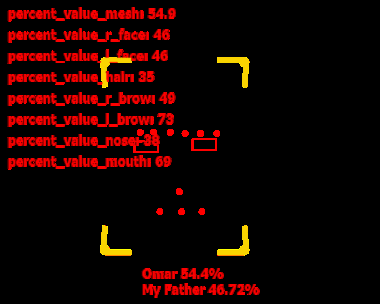 percent_value_mesh: 54.9
percent_value_r_face: 46
percent_value_l_face: 46
percent_value_hair: 35
percent_value_r_brow: 49
percent_value_l_brow: 73
percent_value_nose: 88
percent_value_mouth: 69
Omar 54.4%
My Father 46.72%